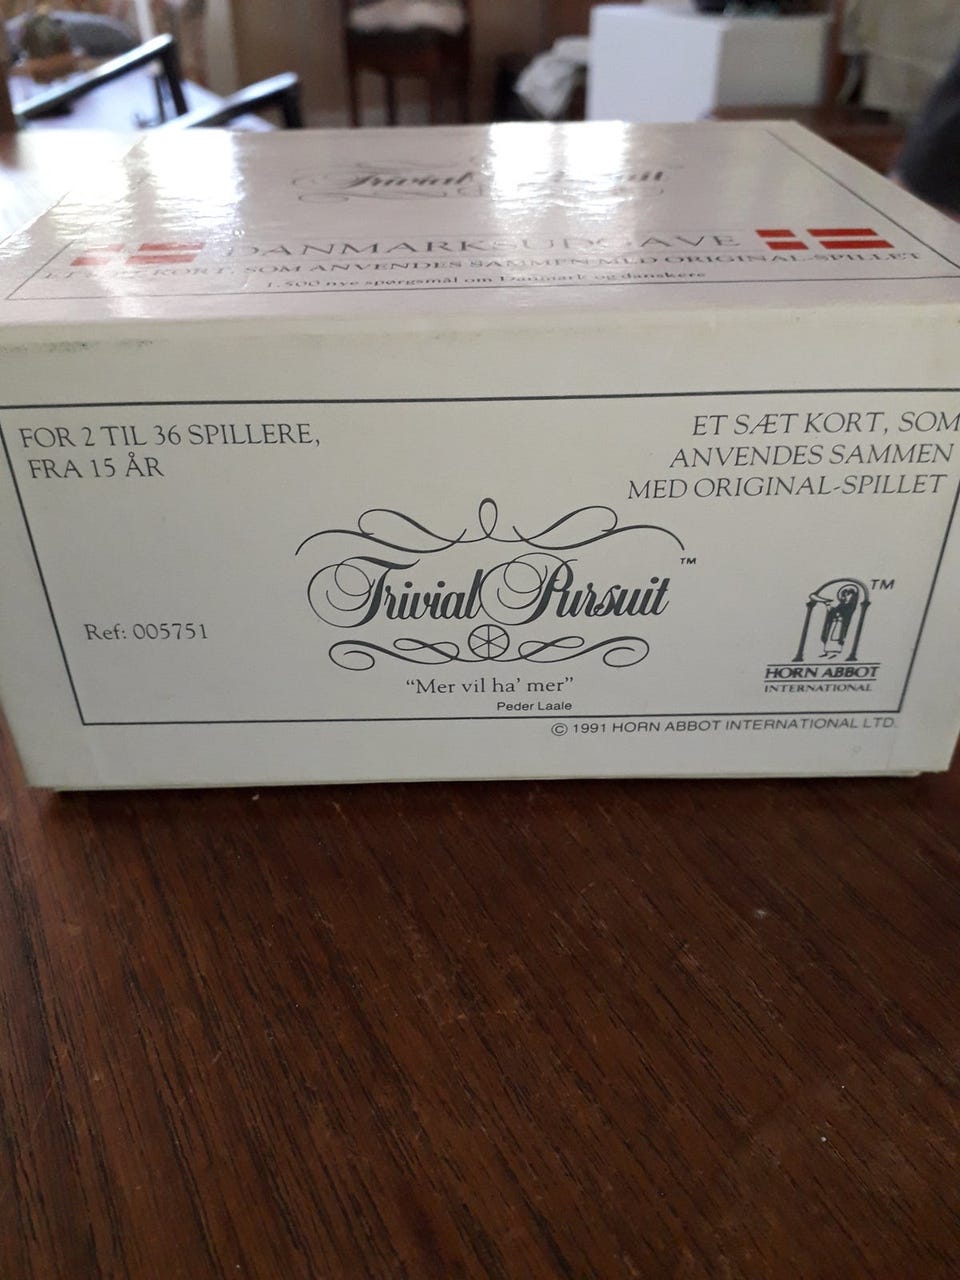 Trivial Pursuit
DANMARKSUDGAVE
ET SÆT KORT, SOM ANVENDES SAMMEN MED ORIGINAL-SPILLET
1.500 nye spørgsmål om Danmark og danskere
FOR 2 TIL 36 SPILLERE,
FRA 15 ÅR
ET SÆT KORT, SOM
ANVENDES SAMMEN
MED ORIGINAL-SPILLET
Trivial Pursuit ™
Ref: 005751
"Mer vil ha' mer"
Peder Laale
™
HORN ABBOT
INTERNATIONAL
© 1991 HORN ABBOT INTERNATIONAL LTD.